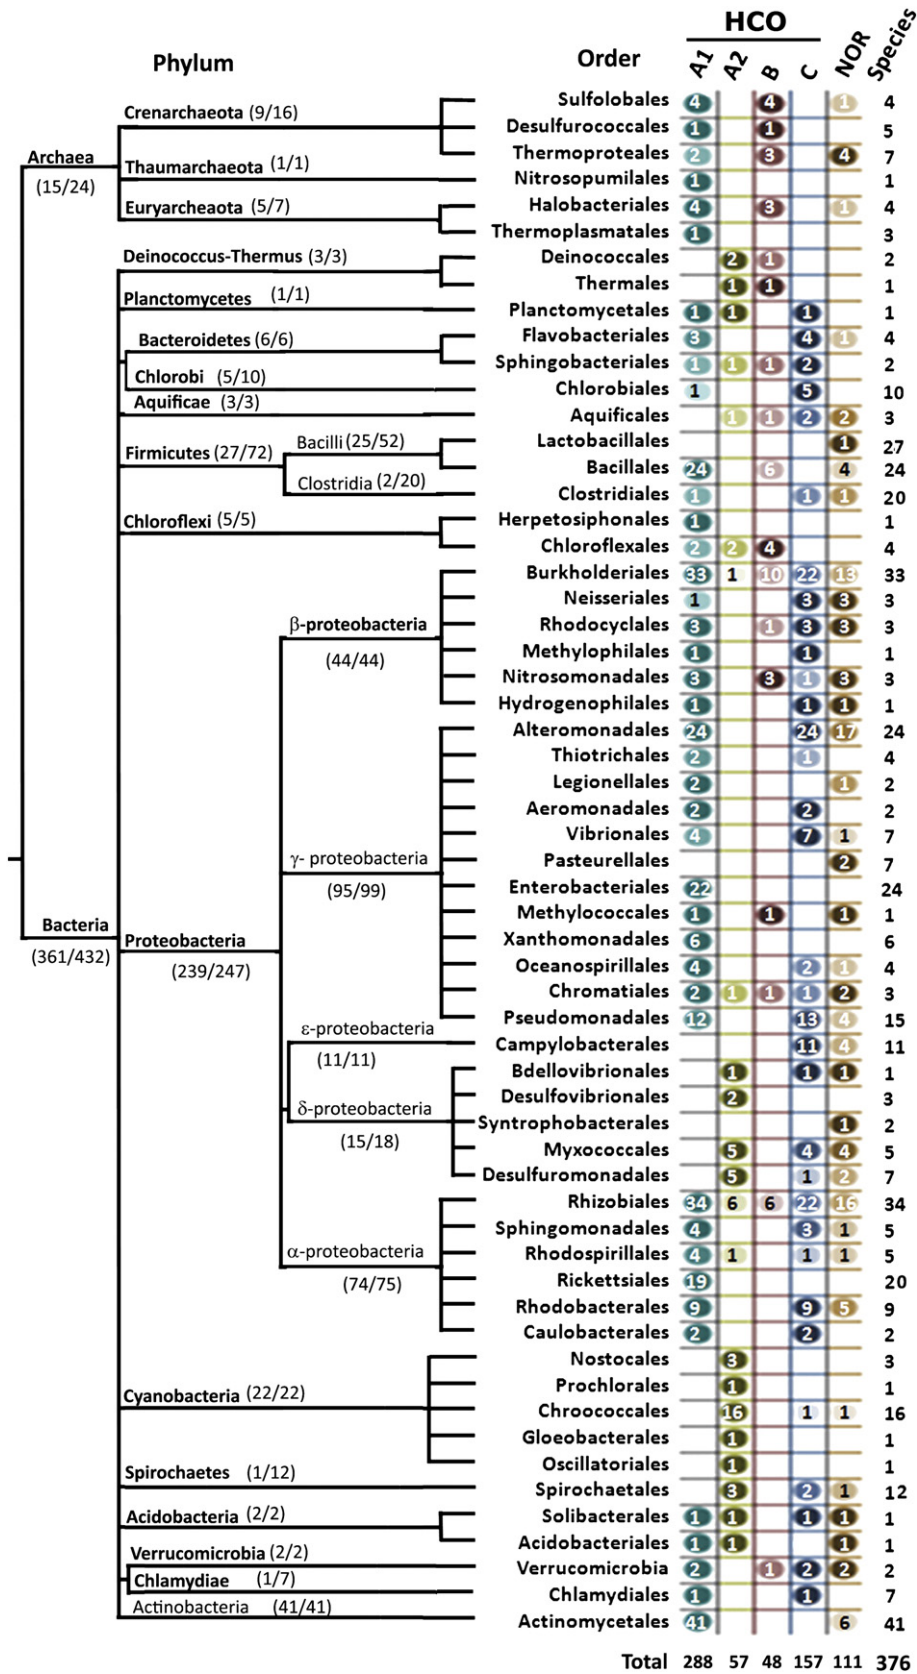 HCO
Phylum Order A1 A2 B C NOR Species
Sulfolobales 4 4 1 4
Crenarchaeota (9/16)
Desulfurococcales 1 1 5
Archaea
Thermoproteales 2 3 4 7
Thaumarchaeota (1/1)
(15/24)
Nitrosopumilales 1 1
Euryarcheaota (5/7)
Halobacteriales 4 3 1 4
Thermoplasmatales 1 3
Deinococcus-Thermus (3/3)
Deinococcales 2 1 2
Thermales 1 1 1
Planctomycetes (1/1)
Planctomycetales 1 1 1 1
Bacteroidetes (6/6)
Flavobacteriales 3 4 1 4
Sphingobacteriales 1 1 1 2 2
Chlorobi (5/10)
Chlorobiales 1 5 10
Aquificae (3/3)
Aquificales 1 1 2 2 3
Bacilli (25/52)
Lactobacillales 1 27
Firmicutes (27/72)
Bacillales 24 6 4 24
Clostridia (2/20)
Clostridiales 1 1 1 20
Chloroflexi (5/5)
Herpetosiphonales 1 1
Chloroflexales 2 2 4 4
Burkholderiales 33 1 10 22 13 33
Neisseriales 1 3 3 3
β-proteobacteria
Rhodocyclales 3 1 3 3 3
(44/44)
Methylophilales 1 1 1
Nitrosomonadales 3 3 1 3 3
Hydrogenophilales 1 1 1 1
Alteromonadales 24 24 17 24
Thiotrichales 2 1 4
Legionellales 2 1 2
Aeromonadales 2 2 2
Vibrionales 4 7 1 7
γ- proteobacteria
Pasteurellales 2 7
(95/99)
Enterobacteriales 22 24
Methylococcales 1 1 1 1
Bacteria
(361/432)
Proteobacteria
(239/247)
Xanthomonadales 6 6
Oceanospirillales 4 2 1 4
Chromatiales 2 1 1 1 2 3
Pseudomonadales 12 13 4 15
ε-proteobacteria
(11/11)
Campylobacterales 11 4 11
Bdellovibrionales 1 1 1 1
Desulfovibrionales 2 3
δ-proteobacteria
(15/18)
Syntrophobacterales 1 2
Myxococcales 5 4 4 5
Desulfuromonadales 5 1 2 7
Rhizobiales 34 6 6 22 16 34
Sphingomonadales 4 3 1 5
α-proteobacteria
(74/75)
Rhodospirillales 4 1 1 1 5
Rickettsiales 19 20
Rhodobacterales 9 9 5 9
Caulobacterales 2 2 2
Nostocales 3 3
Prochlorales 1 1
Cyanobacteria (22/22)
Chroococcales 16 1 1 16
Gloeobacterales 1 1
Oscillatoriales 1 1
Spirochaetes (1/12)
Spirochaetales 3 2 1 12
Acidobacteria (2/2)
Solibacterales 1 1 1 1 1
Acidobacteriales 1 1 1 1
Verrucomicrobia (2/2)
Verrucomicrobia 2 1 2 2 2
Chlamydiae (1/7)
Chlamydiales 1 1 7
Actinobacteria (41/41)
Actinomycetales 41 6 41
Total 288 57 48 157 111 376